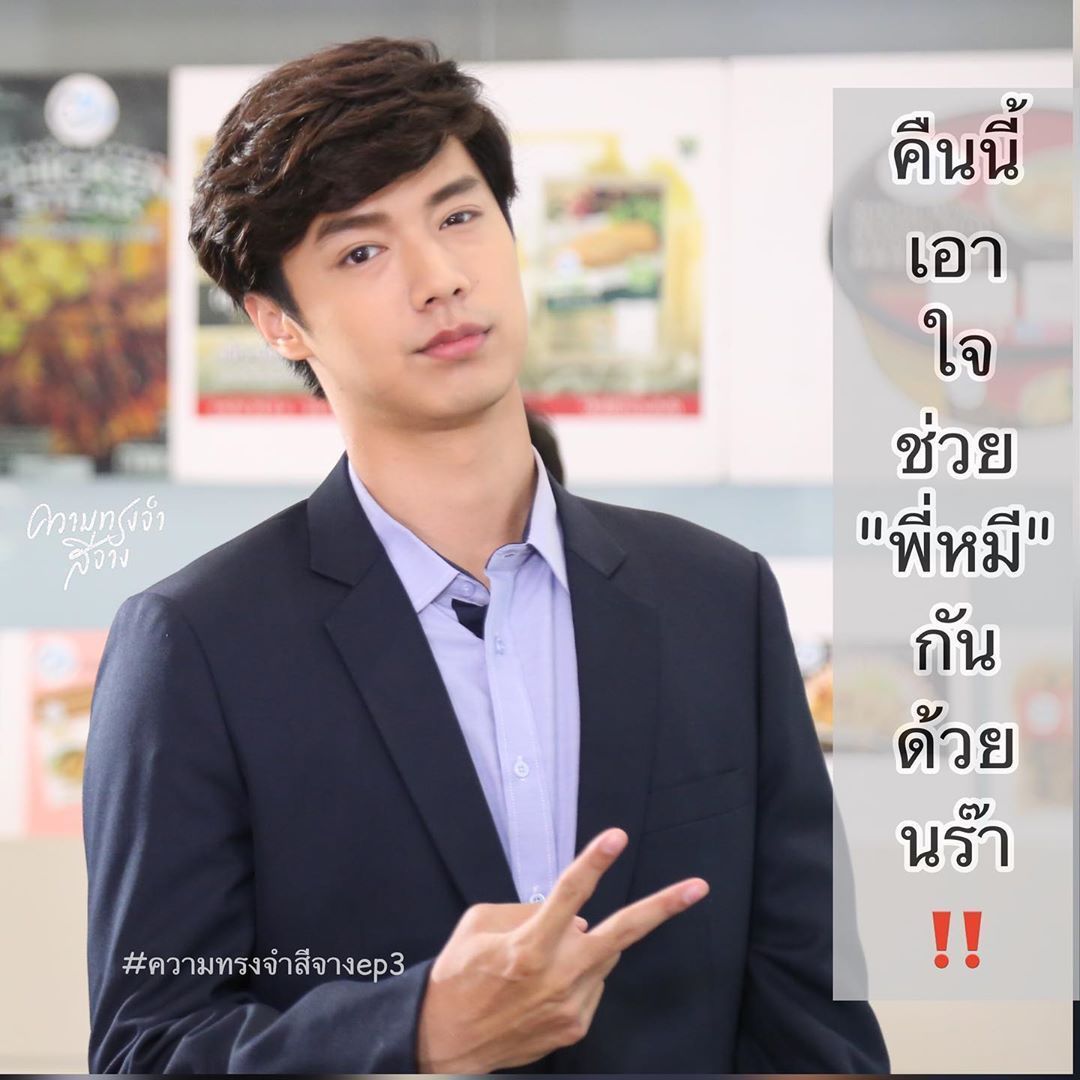 คืนนี้
เอา
ใจ
ช่วย
"พี่หมี"
กัน
ด้วย
นร๊า
‼️
ความทรงจำ
สีจาง
#ความทรงจำสีจางep3